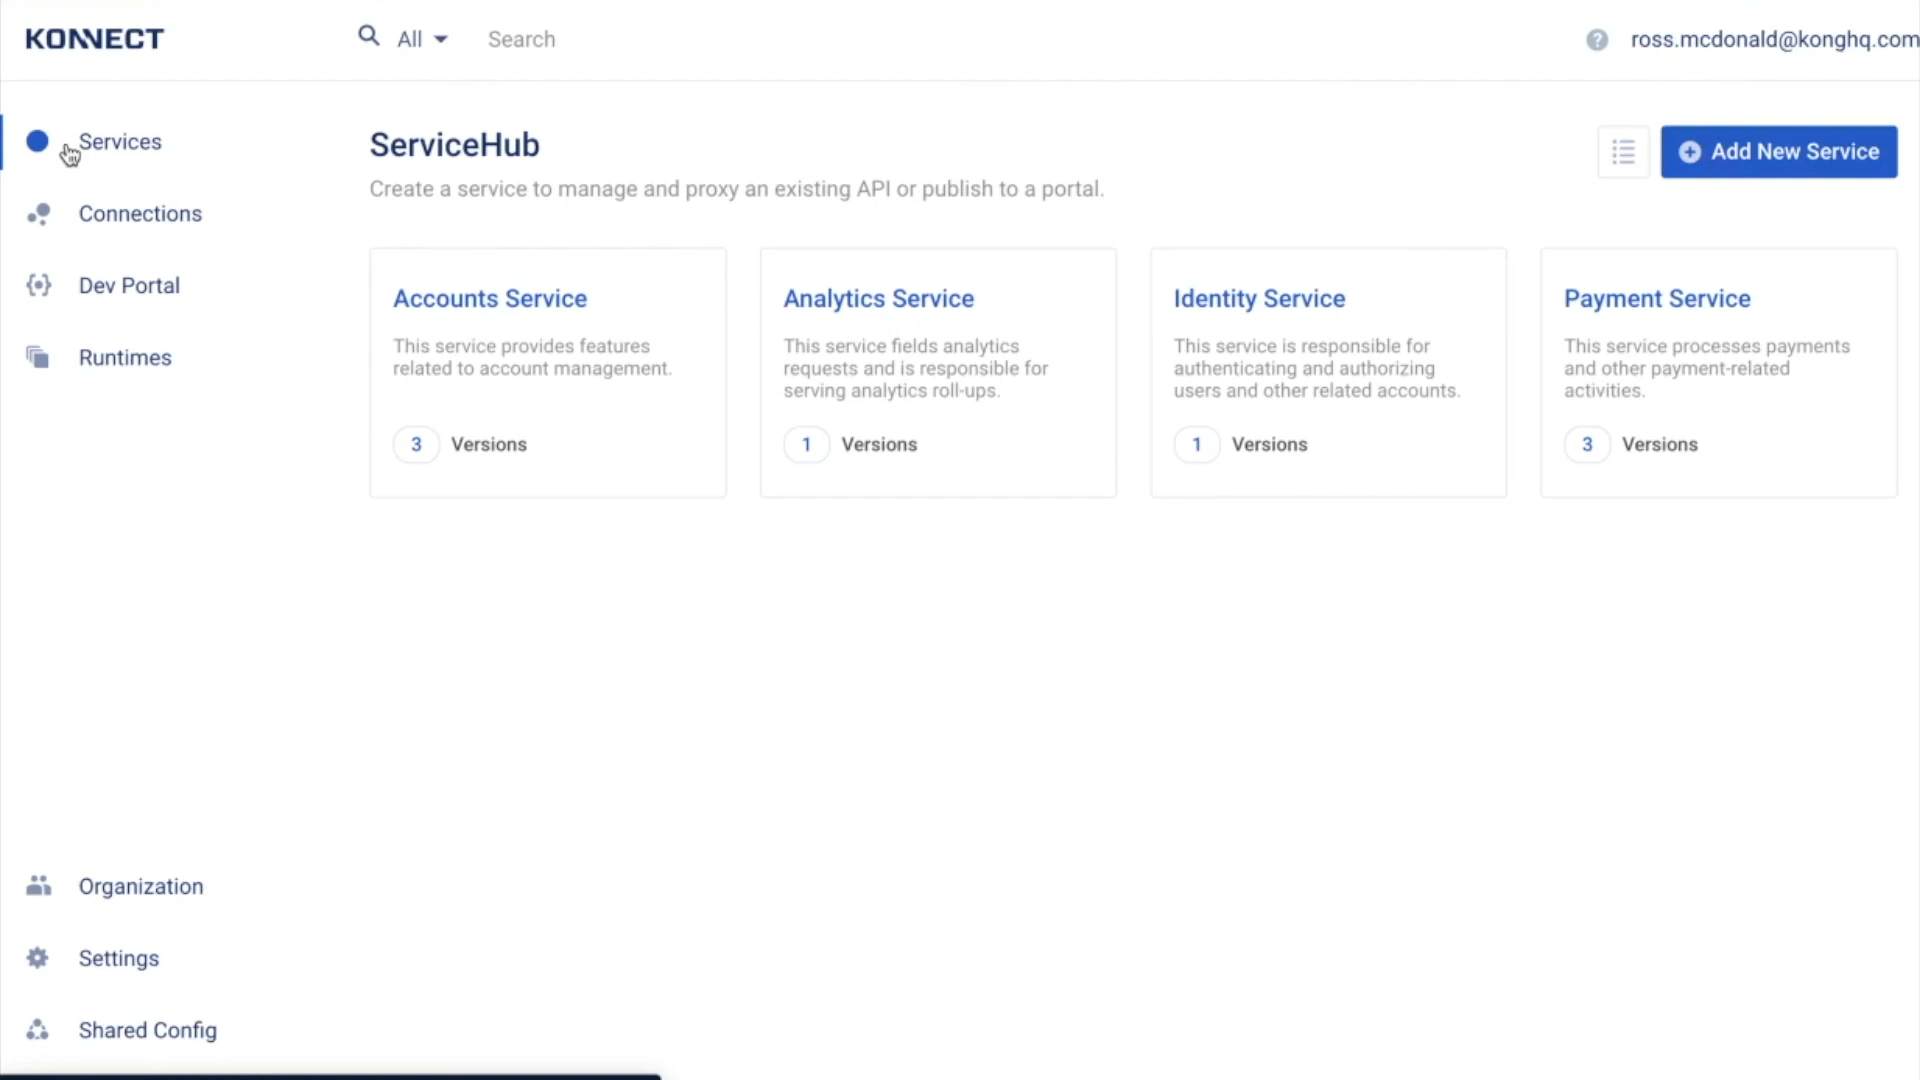 KONNECT
All
Search
ross.mcdonald@konghq.com
Services
Connections
Dev Portal
Runtimes
ServiceHub
Create a service to manage and proxy an existing API or publish to a portal.
Add New Service
Accounts Service
This service provides features
related to account management.
3 Versions
Analytics Service
This service fields analytics
requests and is responsible for
serving analytics roll-ups.
1 Versions
Identity Service
This service is responsible for
authenticating and authorizing
users and other related accounts.
1 Versions
Payment Service
This service processes payments
and other payment-related
activities.
3 Versions
Organization
Settings
Shared Config